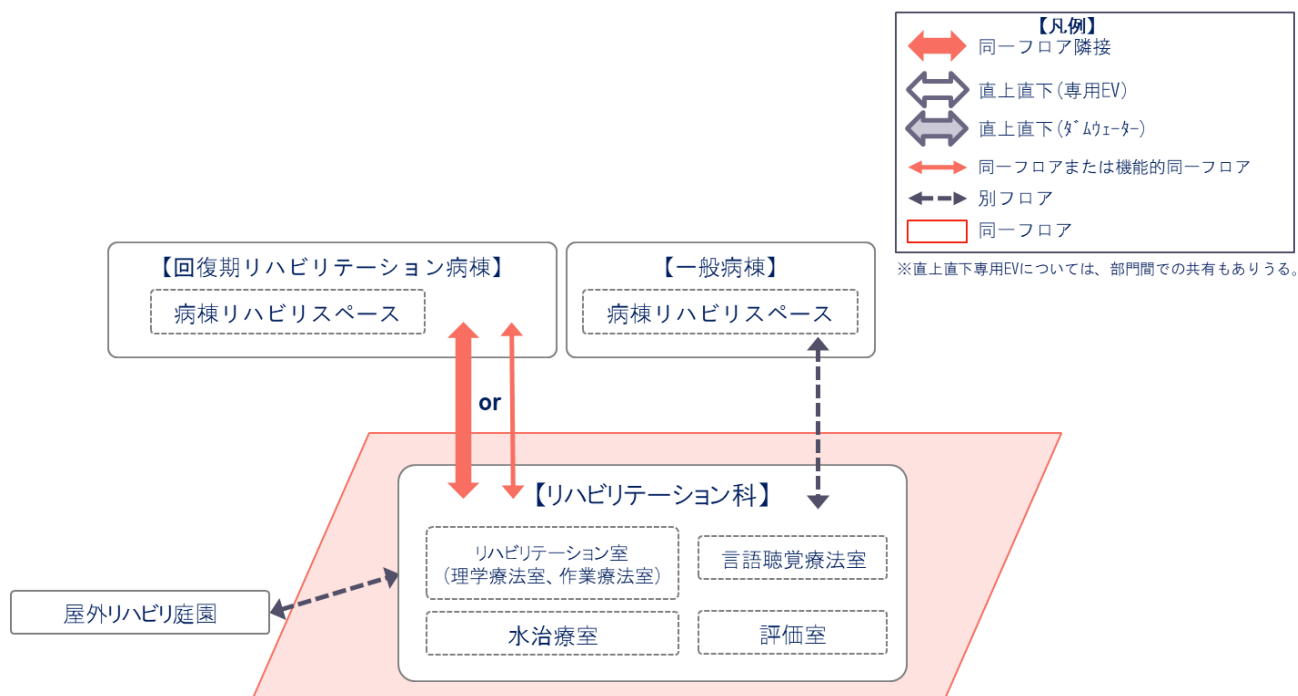 【凡例】
同一フロア隣接
直上直下(専用EV)
直上直下(ﾀﾞﾑｳｪｰﾀｰ)
同一フロアまたは機能的同一フロア
別フロア
同一フロア
※直上直下専用EVについては、部門間での共有もありうる。
【回復期リハビリテーション病棟】
病棟リハビリスペース
【一般病棟】
病棟リハビリスペース
or
【リハビリテーション科】
リハビリテーション室
(理学療法室、作業療法室)
言語聴覚療法室
水治療室
評価室
屋外リハビリ庭園